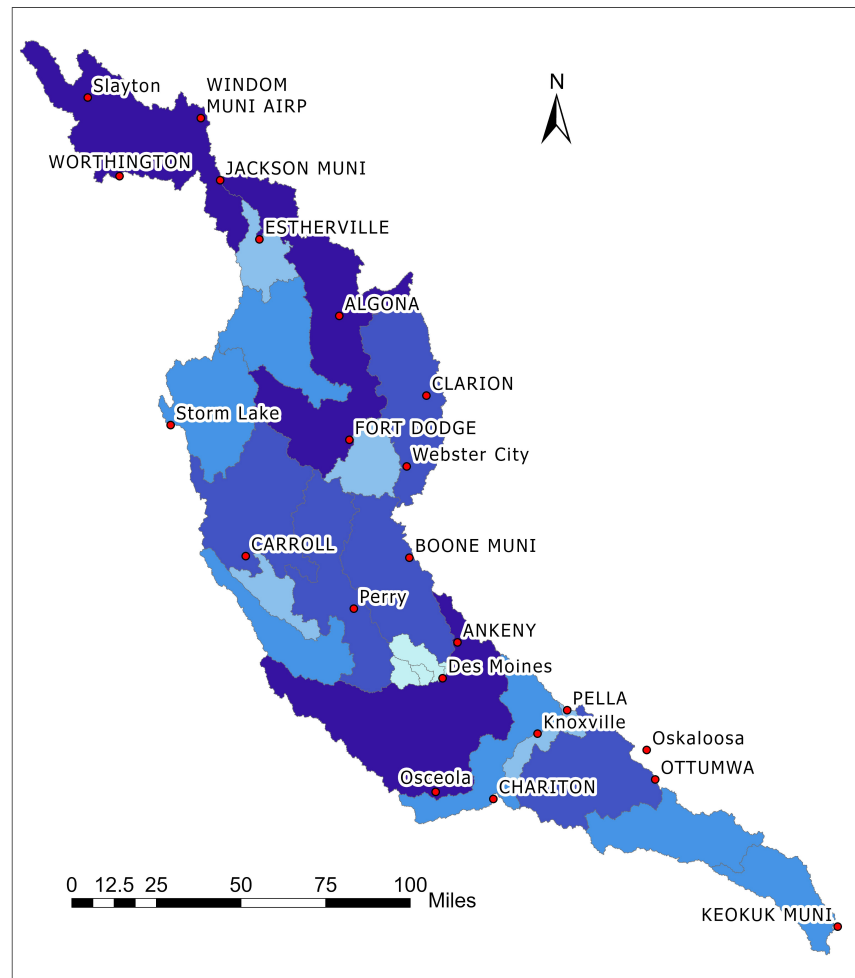 N
Slayton
WINDOM
MUNI AIRP
WORTHINGTON
JACKSON MUNI
ESTHERVILLE
ALGONA
CLARION
Storm Lake
FORT DODGE
Webster City
CARROLL
BOONE MUNI
Perry
ANKENY
Des Moines
PELLA
Knoxville
Oskaloosa
OTTUMWA
Osceola
CHARITON
0 12.5 25 50 75 100
Miles
KEOKUK MUNI